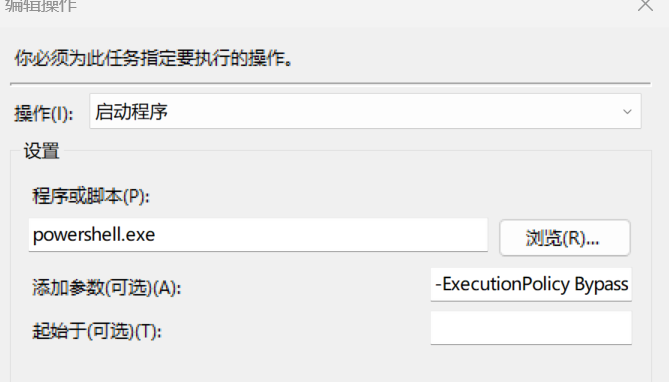 编辑操作
你必须为此任务指定要执行的操作。
操作(I): 启动程序
设置
程序或脚本(P):
powershell.exe 浏览(R)...
添加参数(可选)(A): -ExecutionPolicy Bypass
起始于(可选)(T):